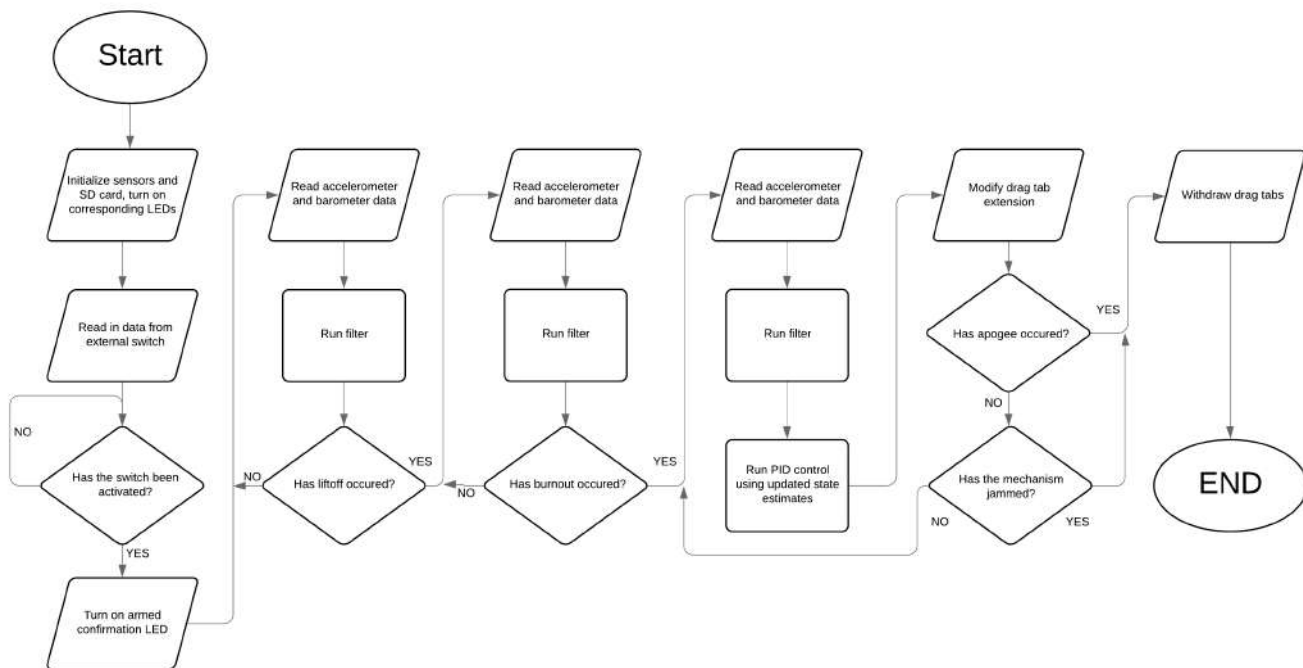 Start
Initialize sensors and
SD card, turn on
corresponding LEDs
Read in data from
external switch
NO
Has the switch been
activated?
YES
Turn on armed
confirmation LED
Read accelerometer
and barometer data
Run filter
NO
Has liftoff occured?
YES
Read accelerometer
and barometer data
Run filter
NO
Has burnout occured?
YES
Read accelerometer
and barometer data
Run filter
Run PID control
using updated state
estimates
Modify drag tab
extension
Has apogee occured?
YES
NO
Has the mechanism
jammed?
NO
YES
Withdraw drag tabs
END